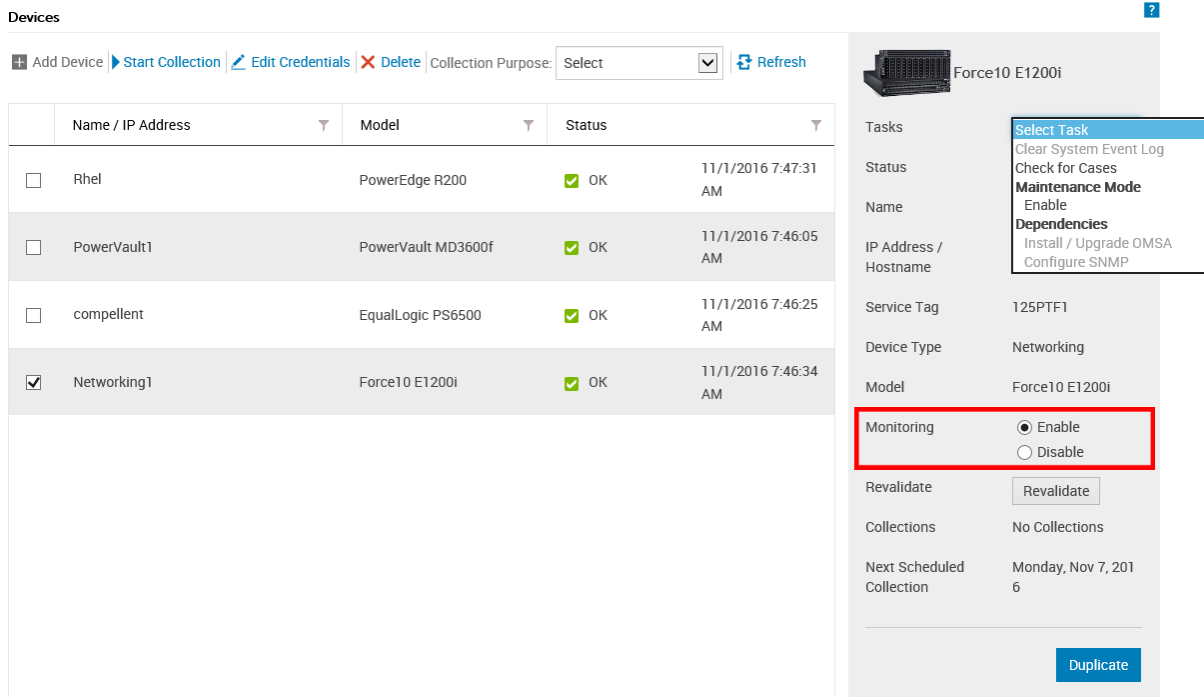 Devices
?
Add Device Start Collection Edit Credentials Delete Collection Purpose: Select Refresh
Name / IP Address Model Status
Rhel PowerEdge R200 OK 11/1/2016 7:47:31
AM
PowerVault1 PowerVault MD3600f OK 11/1/2016 7:46:05
AM
compellent EqualLogic PS6500 OK 11/1/2016 7:46:25
AM
Networking1 Force10 E1200i OK 11/1/2016 7:46:34
AM
Force10 E1200i
Tasks
Select Task
Clear System Event Log
Check for Cases
Maintenance Mode
Enable
Dependencies
Install / Upgrade OMSA
Configure SNMP
Status
Name
IP Address /
Hostname
Service Tag 125PTF1
Device Type Networking
Model Force10 E1200i
Monitoring Enable
Disable
Revalidate Revalidate
Collections No Collections
Next Scheduled Monday, Nov 7, 201
Collection 6
Duplicate